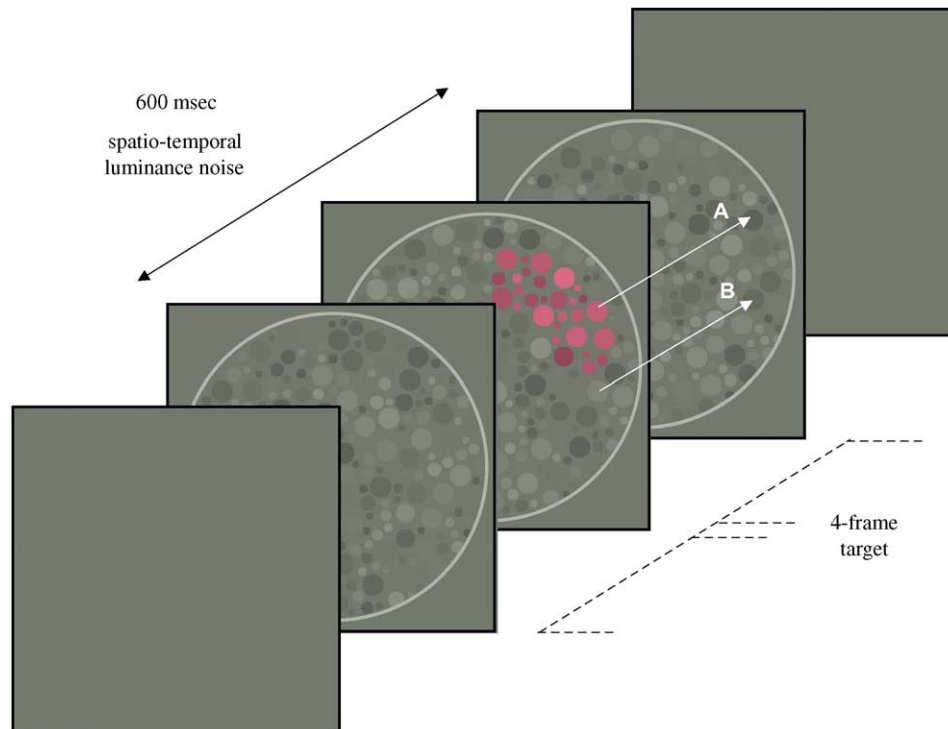 600 msec
spatio-temporal
luminance noise
A
B
4-frame
target